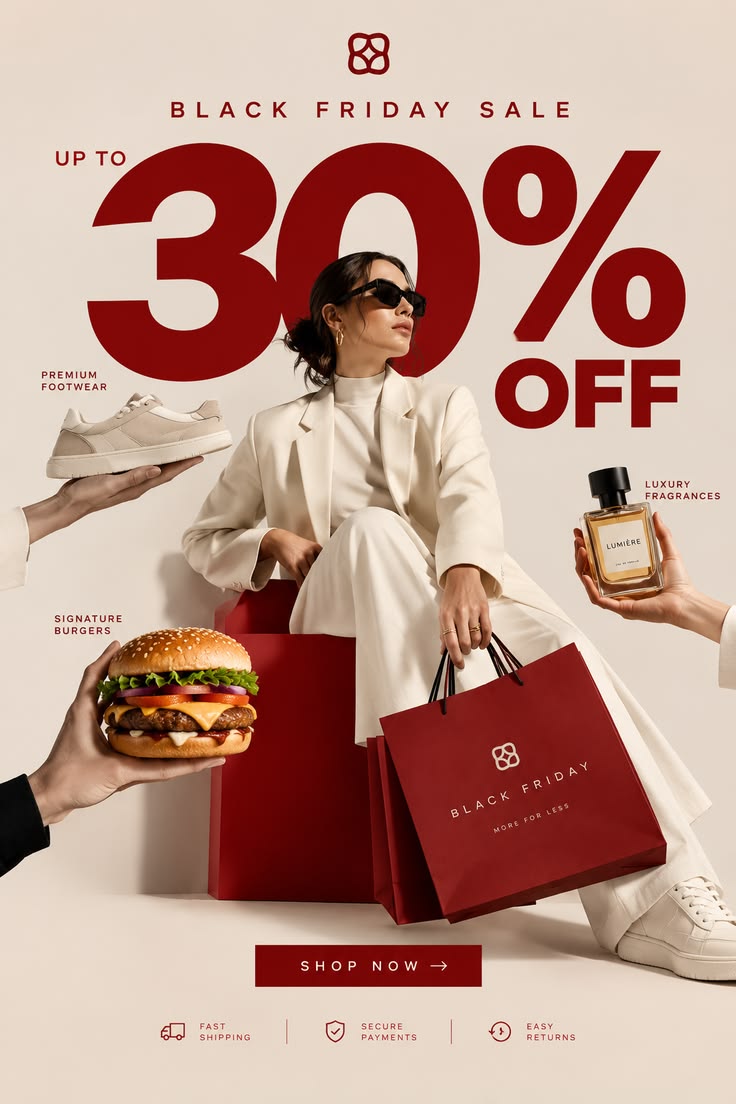 BLACK FRIDAY SALE
UP TO
30%
OFF
PREMIUM
FOOTWEAR
LUXURY
FRAGRANCES
LUMIÈRE
SIGNATURE
BURGERS
BLACK FRIDAY
MORE FOR LESS
SHOP NOW →
FAST
SHIPPING
SECURE
PAYMENTS
EASY
RETURNS